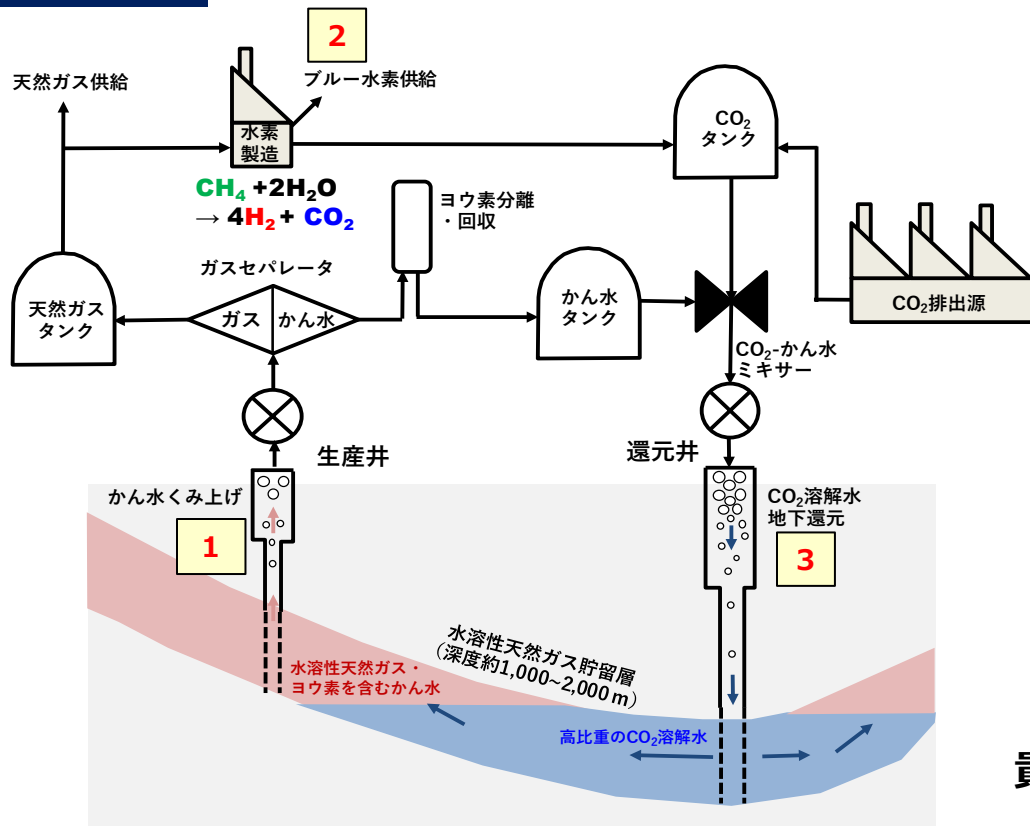 2
天然ガス供給
ブルー水素供給
水素
製造
CO₂
タンク
CH₄ +2H₂O
→ 4H₂ + CO₂
ヨウ素分離
・回収
ガスセパレータ
天然ガス
タンク
ガス
かん水
かん水
タンク
CO₂排出源
CO₂-かん水
ミキサー
生産井
還元井
かん水くみ上げ
1
CO₂溶解水
地下還元
3
水溶性天然ガス貯留層
(深度約1,000~2,000 m)
水溶性天然ガス・
ヨウ素を含むかん水
高比重のCO₂溶解水